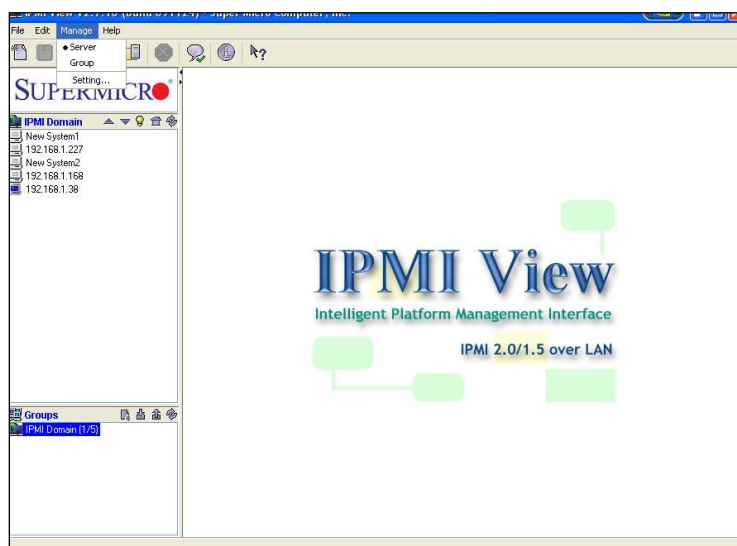 File Edit Manage Help
Server
Group
Setting...
SUPERMICRO
IPMI Domain
New System1
192.168.1.227
New System2
192.168.1.168
192.168.1.38
IPMI View
Intelligent Platform Management Interface
IPMI 2.0/1.5 over LAN
Groups
IPMI Domain (1/5)